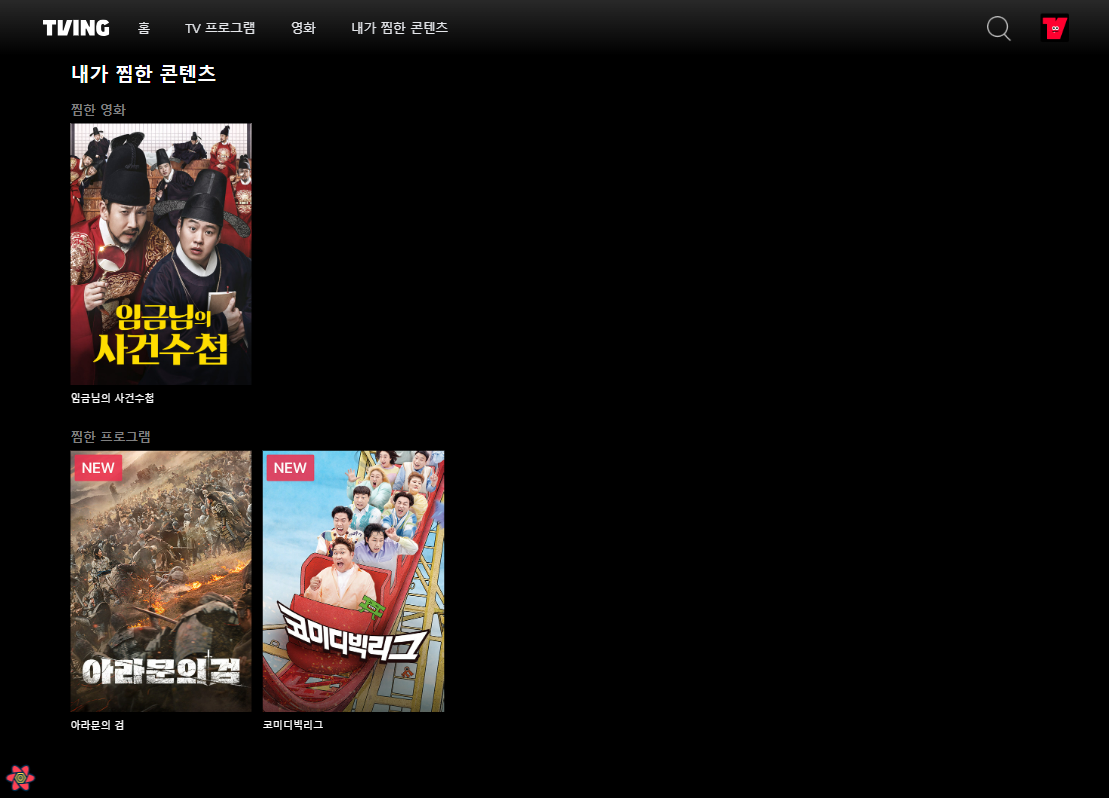 TVING 홈 TV 프로그램 영화 내가 찜한 콘텐츠
내가 찜한 콘텐츠
찜한 영화
임금님의
사건수첩
임금님의 사건수첩
찜한 프로그램
NEW NEW
아라문의검
코미디빅리그
아라문의 검 코미디빅리그